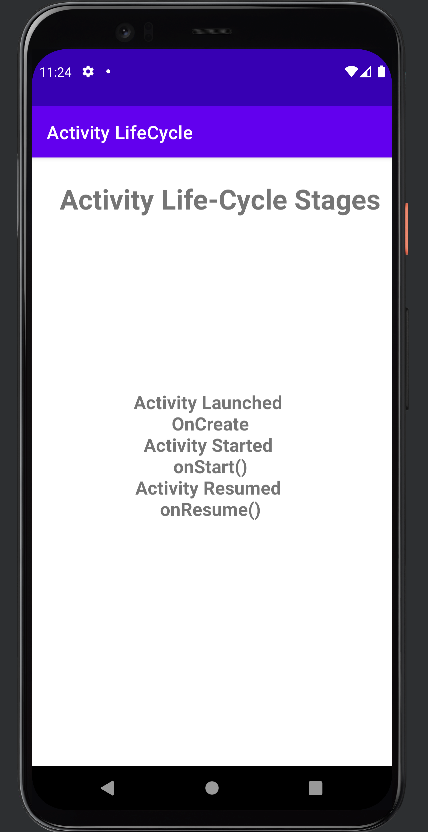 11:24
Activity LifeCycle
Activity Life-Cycle Stages
Activity Launched
OnCreate
Activity Started
onStart()
Activity Resumed
onResume()